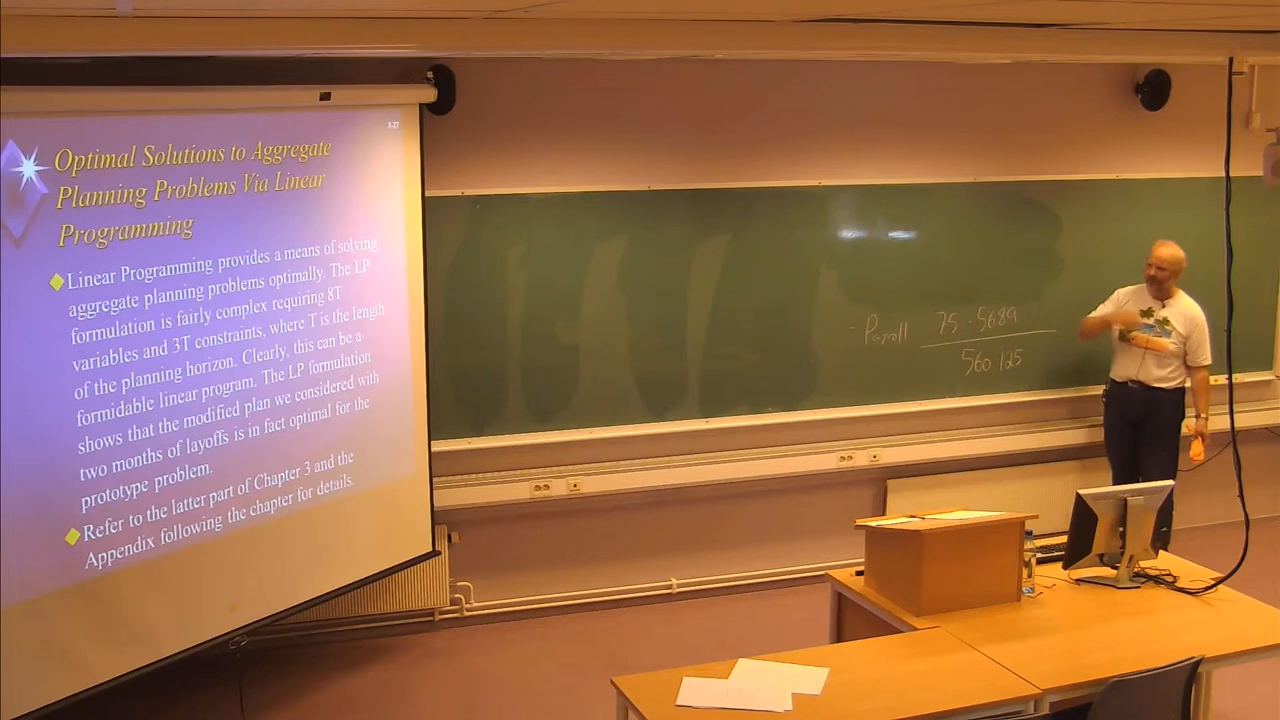 3-27
Optimal Solutions to Aggregate
Planning Problems Via Linear
Programming
Linear Programming provides a means of solving
aggregate planning problems optimally. The LP
formulation is fairly complex requiring 8T
variables and 3T constraints, where T is the length
of the planning horizon. Clearly, this can be a
formidable linear program. The LP formulation
shows that the modified plan we considered with
two months of layoffs is in fact optimal for the
prototype problem.
Refer to the latter part of Chapter 3 and the
Appendix following the chapter for details.
- Payroll
75 · 5689
560 125